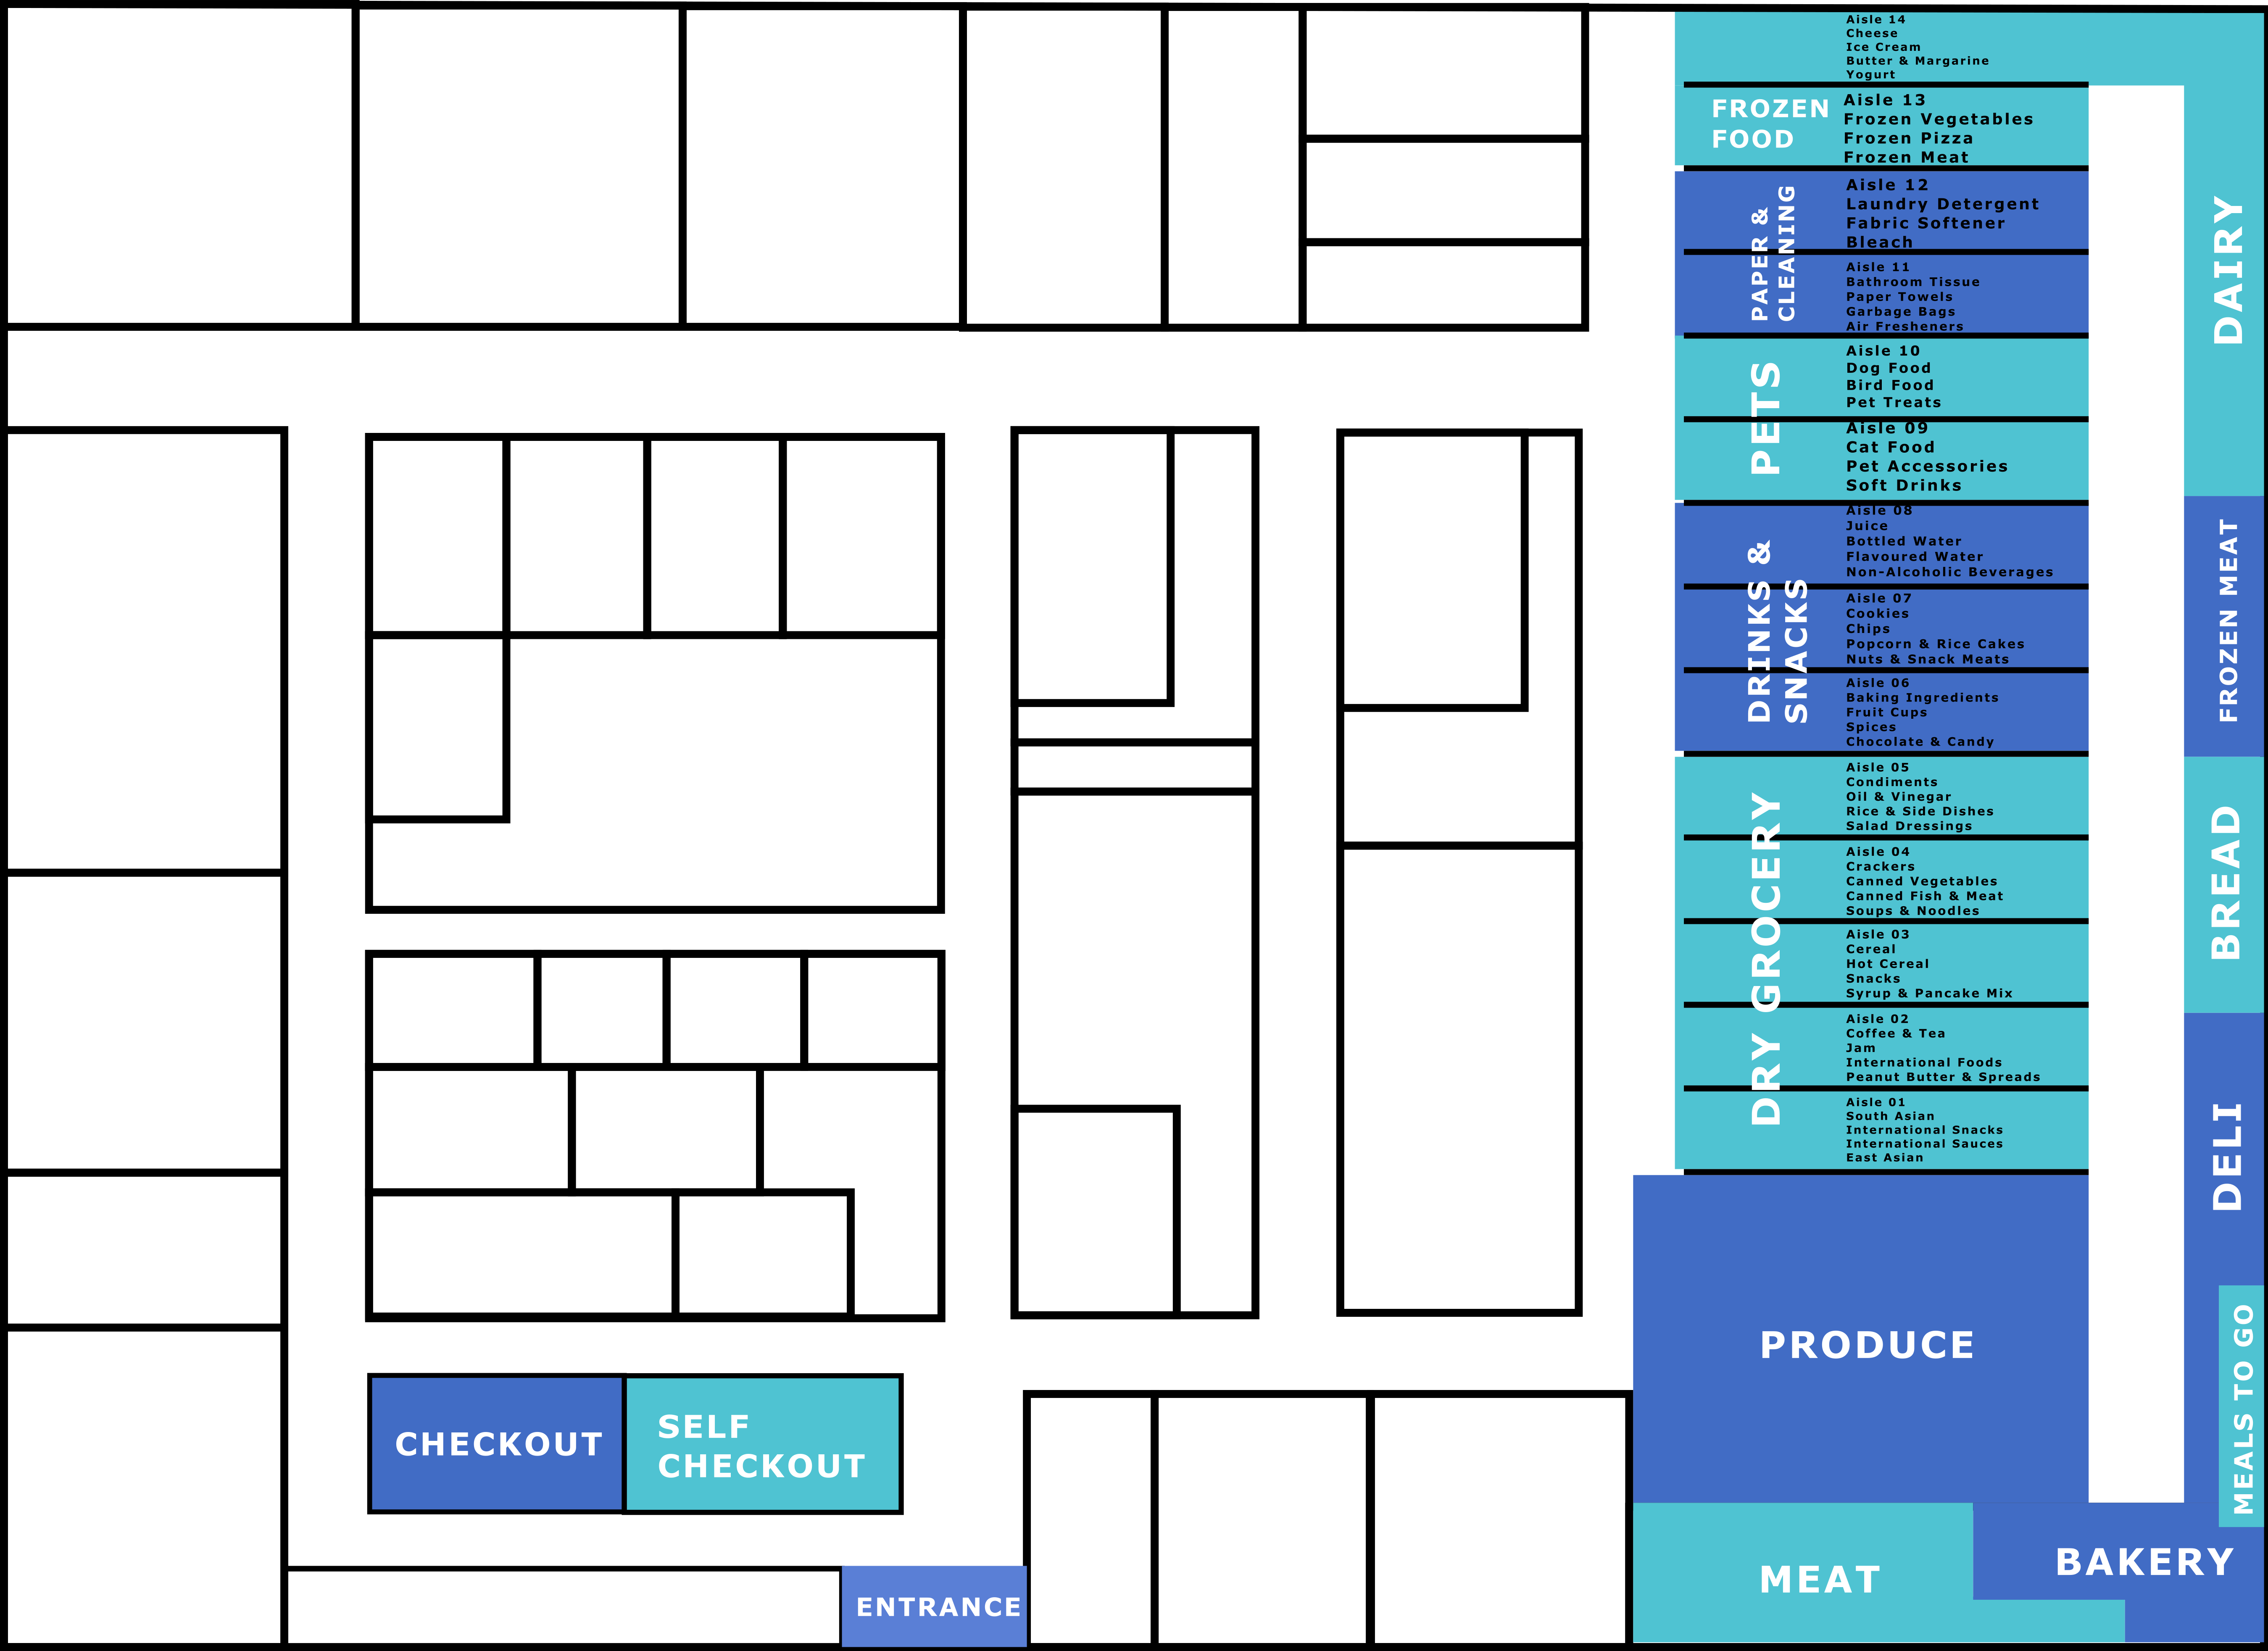 Aisle 14
Cheese
Ice Cream
Butter & Margarine
Yogurt
FROZEN
FOOD
Aisle 13
Frozen Vegetables
Frozen Pizza
Frozen Meat
PAPER &
CLEANING
Aisle 12
Laundry Detergent
Fabric Softener
Bleach
Aisle 11
Bathroom Tissue
Paper Towels
Garbage Bags
Air Fresheners
PETS
Aisle 10
Dog Food
Bird Food
Pet Treats
Aisle 09
Cat Food
Pet Accessories
Soft Drinks
DRINKS &
SNACKS
Aisle 08
Juice
Bottled Water
Flavoured Water
Non-Alcoholic Beverages
Aisle 07
Cookies
Chips
Popcorn & Rice Cakes
Nuts & Snack Meats
Aisle 06
Baking Ingredients
Fruit Cups
Spices
Chocolate & Candy
DRY GROCERY
Aisle 05
Condiments
Oil & Vinegar
Rice & Side Dishes
Salad Dressings
Aisle 04
Crackers
Canned Vegetables
Canned Fish & Meat
Soups & Noodles
Aisle 03
Cereal
Hot Cereal
Snacks
Syrup & Pancake Mix
Aisle 02
Coffee & Tea
Jam
International Foods
Peanut Butter & Spreads
Aisle 01
South Asian
International Snacks
International Sauces
East Asian
DAIRY
FROZEN MEAT
BREAD
DELI
MEALS TO GO
PRODUCE
CHECKOUT
SELF
CHECKOUT
MEAT
BAKERY
ENTRANCE